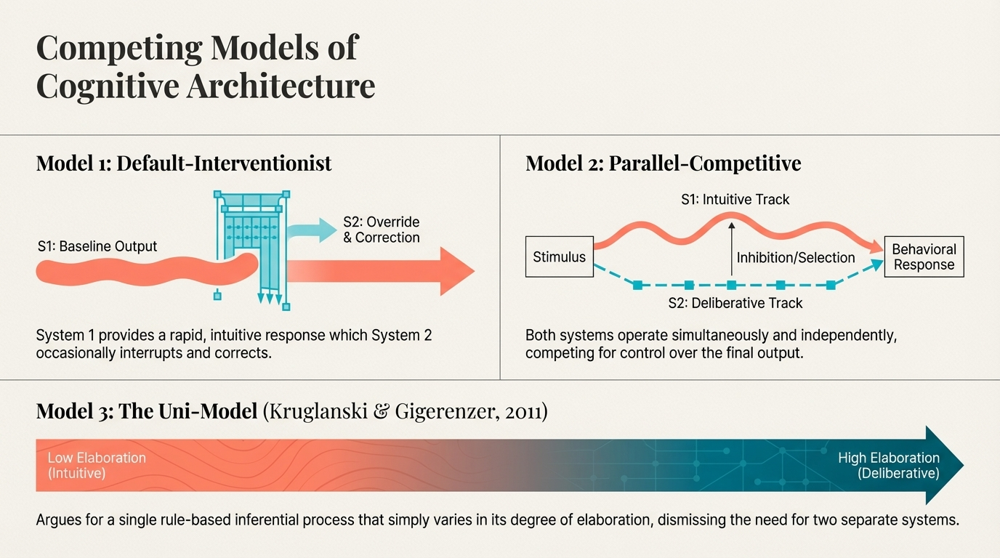 Competing Models of
Cognitive Architecture
Model 1: Default-Interventionist
S1: Baseline Output
S2: Override
& Correction
System 1 provides a rapid, intuitive response which System 2
occasionally interrupts and corrects.
Model 2: Parallel-Competitive
S1: Intuitive Track
Stimulus
Inhibition/Selection
Behavioral
Response
S2: Deliberative Track
Both systems operate simultaneously and independently,
competing for control over the final output.
Model 3: The Uni-Model (Kruglanski & Gigerenzer, 2011)
Low Elaboration
(Intuitive)
High Elaboration
(Deliberative)
Argues for a single rule-based inferential process that simply varies in its degree of elaboration, dismissing the need for two separate systems.